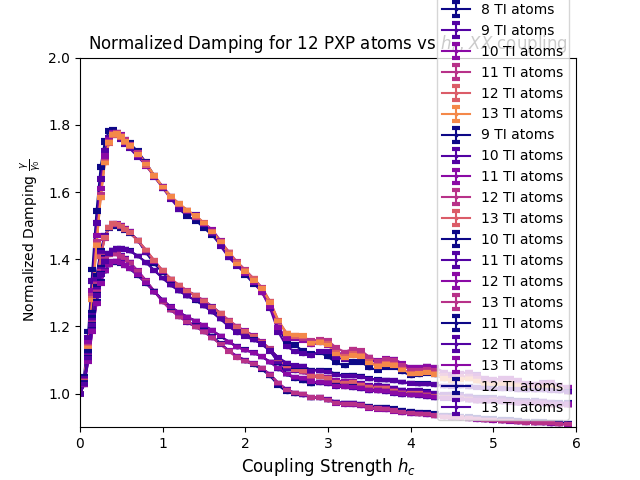 Normalized Damping for 12 PXP atoms vs h_c, XX coupling
8 TI atoms
9 TI atoms
10 TI atoms
11 TI atoms
12 TI atoms
13 TI atoms
9 TI atoms
10 TI atoms
11 TI atoms
12 TI atoms
13 TI atoms
10 TI atoms
11 TI atoms
12 TI atoms
13 TI atoms
11 TI atoms
12 TI atoms
13 TI atoms
12 TI atoms
13 TI atoms
Normalized Damping γ/γ₀
2.0
1.8
1.6
1.4
1.2
1.0
0 1 2 3 4 5 6
Coupling Strength h_c